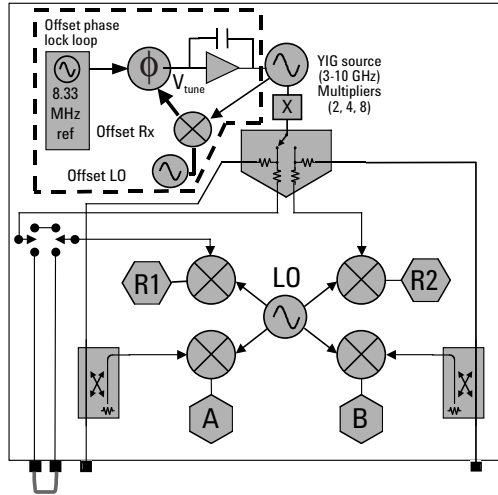 Offset phase
lock loop
8.33
MHz
ref
ϕ
V tune
Offset Rx
Offset LO
YIG source
(3-10 GHz)
Multipliers
(2, 4, 8)
X
R1
LO
R2
A
B